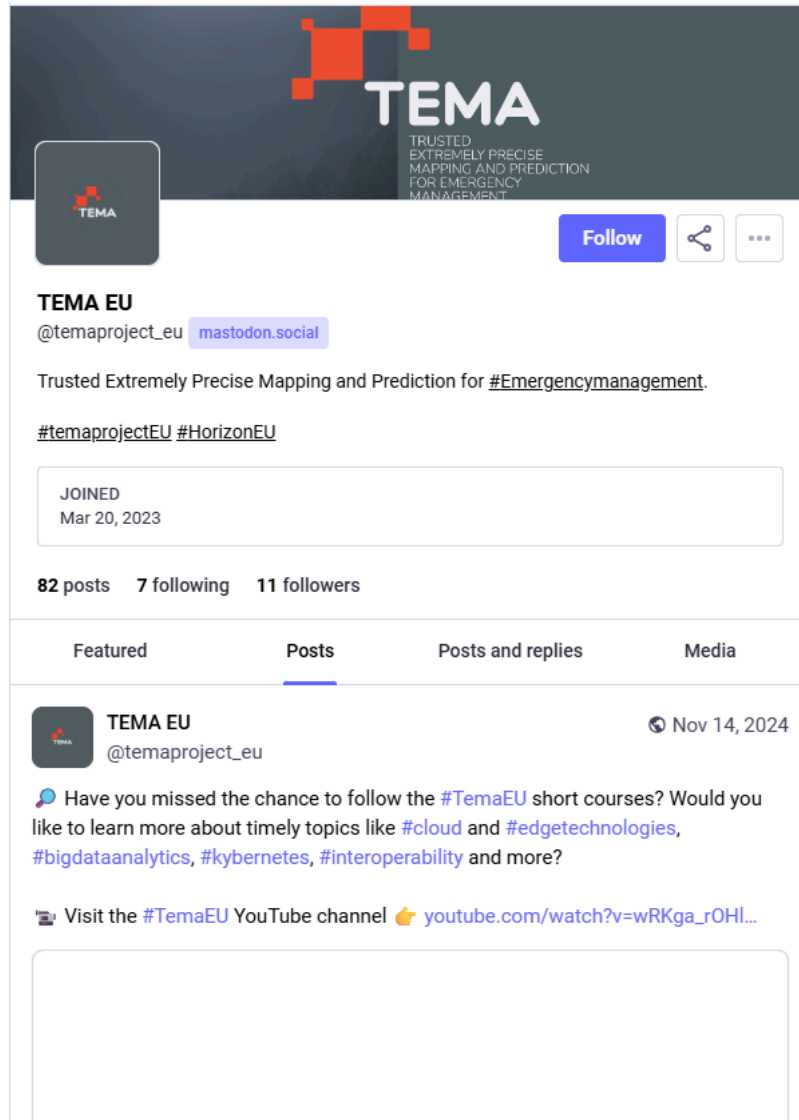 TEMA
TRUSTED
EXTREMELY PRECISE
MAPPING AND PREDICTION
FOR EMERGENCY
MANAGEMENT
TEMA
Follow
TEMA EU
@temaproject_eu mastodon.social
Trusted Extremely Precise Mapping and Prediction for #Emergencymanagement.
#temaprojectEU #HorizonEU
JOINED
Mar 20, 2023
82 posts 7 following 11 followers
Featured Posts Posts and replies Media
TEMA
TEMA EU
Nov 14, 2024
@temaproject_eu
🔎 Have you missed the chance to follow the #TemaEU short courses? Would you
like to learn more about timely topics like #cloud and #edgetechnologies,
#bigdataanalytics, #kybernetes, #interoperability and more?
📹 Visit the #TemaEU YouTube channel 👉 youtube.com/watch?v=wRKga_rOHl…